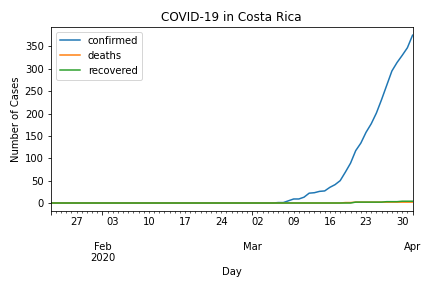 COVID-19 in Costa Rica
confirmed
deaths
recovered
Number of Cases
350
300
250
200
150
100
50
0
27 03 10 17 24 02 09 16 23 30
Feb Mar Apr
2020
Day